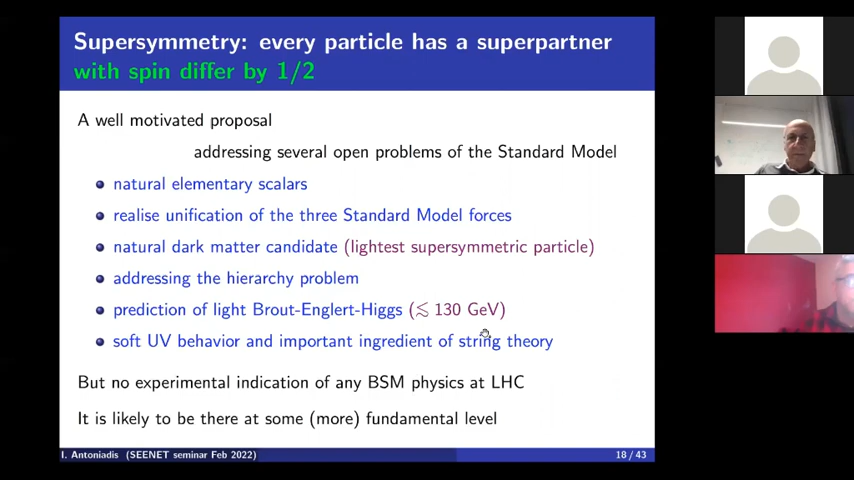 Supersymmetry: every particle has a superpartner
with spin differ by 1/2
A well motivated proposal
addressing several open problems of the Standard Model
natural elementary scalars
realise unification of the three Standard Model forces
natural dark matter candidate (lightest supersymmetric particle)
addressing the hierarchy problem
prediction of light Brout-Englert-Higgs (≲ 130 GeV)
soft UV behavior and important ingredient of string theory
But no experimental indication of any BSM physics at LHC
It is likely to be there at some (more) fundamental level
I. Antoniadis (SEENET seminar Feb 2022) 18 / 43